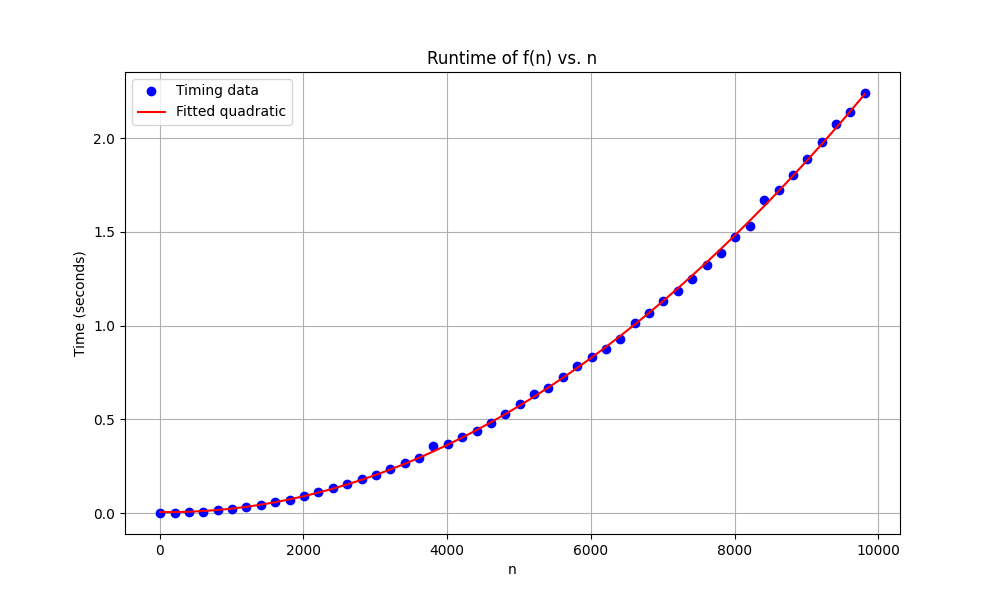 Runtime of f(n) vs. n
Timing data
Fitted quadratic
Time (seconds)
2.0
1.5
1.0
0.5
0.0
0 2000 4000 6000 8000 10000
n